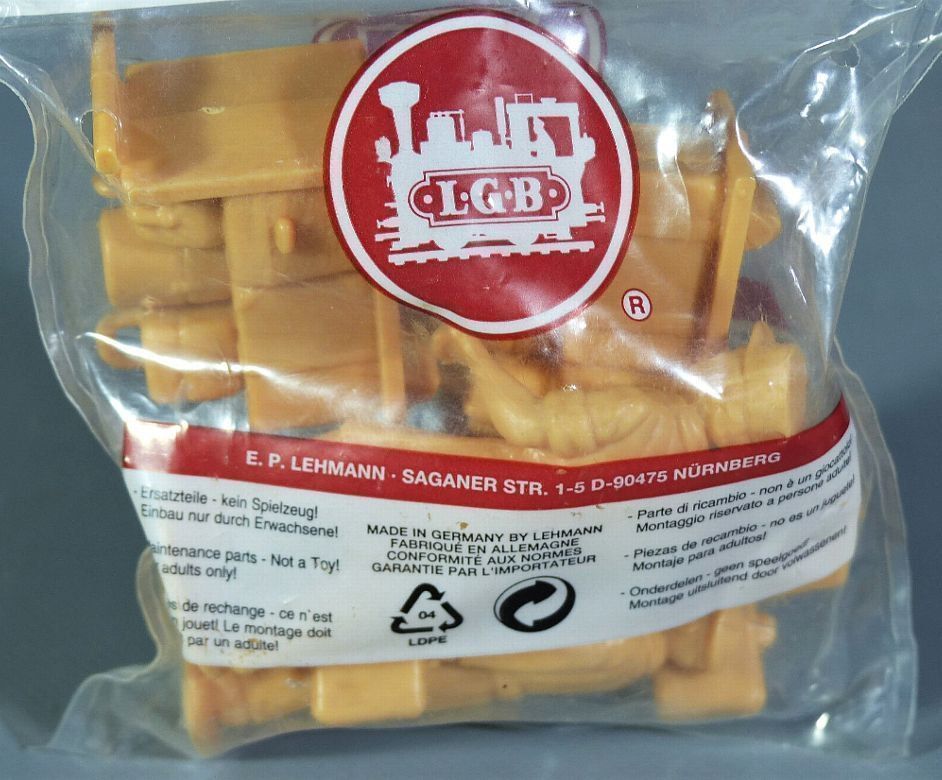 L·G·B
®
E. P. LEHMANN · SAGANER STR. 1-5 D-90475 NÜRNBERG
- Ersatzteile - kein Spielzeug!
Einbau nur durch Erwachsene!
aintenance parts - Not a Toy!
adults only!
de rechange - ce n'est
jouet! Le montage doit
par un adulte!
MADE IN GERMANY BY LEHMANN
FABRIQUÉ EN ALLEMAGNE
CONFORMITÉ AUX NORMES
GARANTIE PAR L'IMPORTATEUR
04
LDPE
- Parte di ricambio - non è un giocattolo!
Montaggio riservato a persone adulte!
- Piezas de recambio - no es un juguete!
Montaje para adultos!
- Onderdelen - geen speelgoed!
Montage uitsluitend door volwassenen!